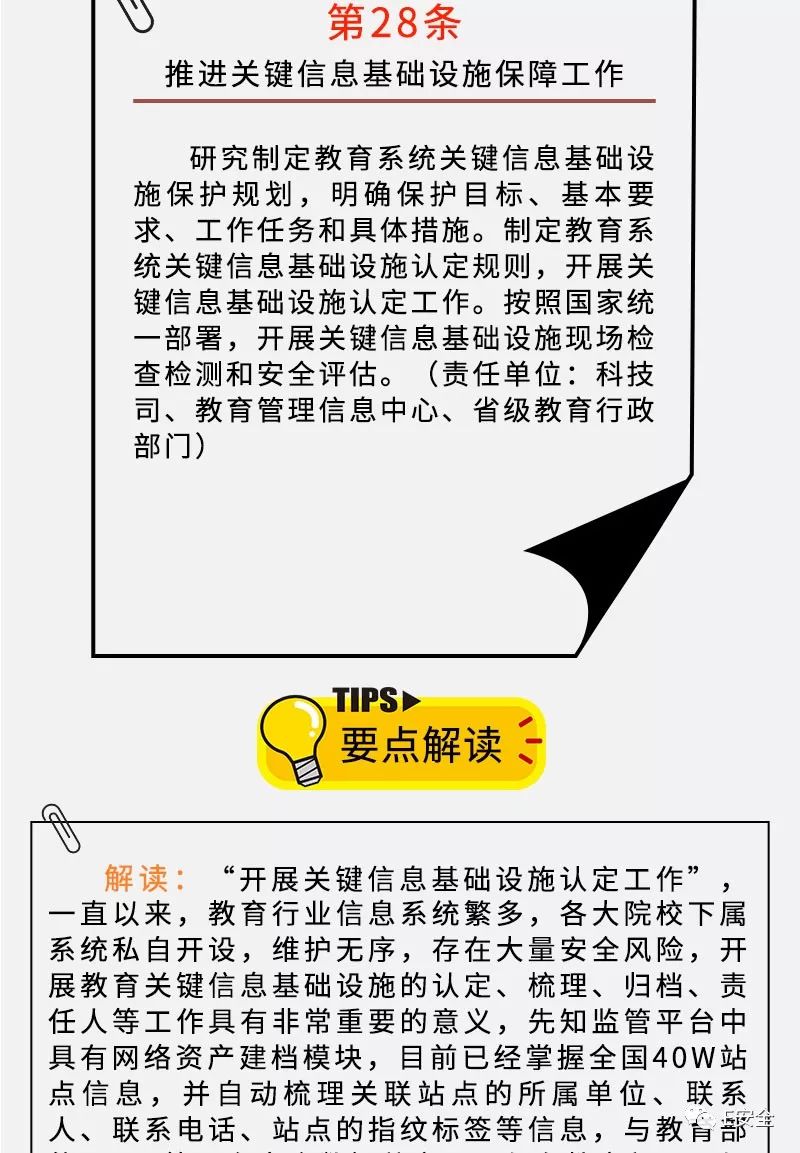 第28条
推进关键信息基础设施保障工作
研究制定教育系统关键信息基础设
施保护规划，明确保护目标、基本要
求、工作任务和具体措施。制定教育系
统关键信息基础设施认定规则，开展关
键信息基础设施认定工作。按照国家统
一部署，开展关键信息基础设施现场检
查检测和安全评估。（责任单位：科技
司、教育管理信息中心、省级教育行政
部门）
TIPS
要点解读
解读：“开展关键信息基础设施认定工作”，
一直以来，教育行业信息系统繁多，各大院校下属
系统私自开设，维护无序，存在大量安全风险，开
展教育关键信息基础设施的认定、梳理、归档、责
任人等工作具有非常重要的意义，先知监管平台中
具有网络资产建档模块，目前已经掌握全国40W站
点信息，并自动梳理关联站点的所属单位、联系
人、联系电话、站点的指纹标签等信息，与教育部
E安全